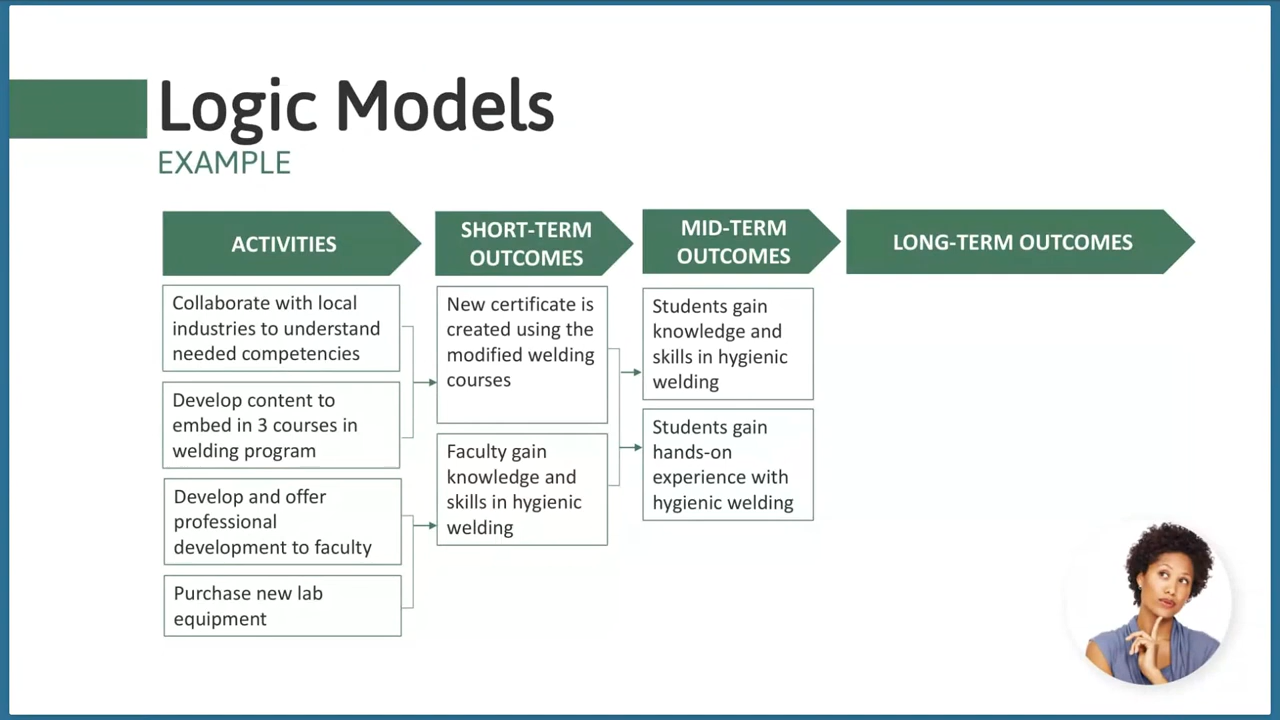 Logic Models
EXAMPLE
ACTIVITIES
SHORT-TERM
OUTCOMES
MID-TERM
OUTCOMES
LONG-TERM OUTCOMES
Collaborate with local
industries to understand
needed competencies
Develop content to
embed in 3 courses in
welding program
Develop and offer
professional
development to faculty
Purchase new lab
equipment
New certificate is
created using the
modified welding
courses
Faculty gain
knowledge and
skills in hygienic
welding
Students gain
knowledge and
skills in hygienic
welding
Students gain
hands-on
experience with
hygienic welding